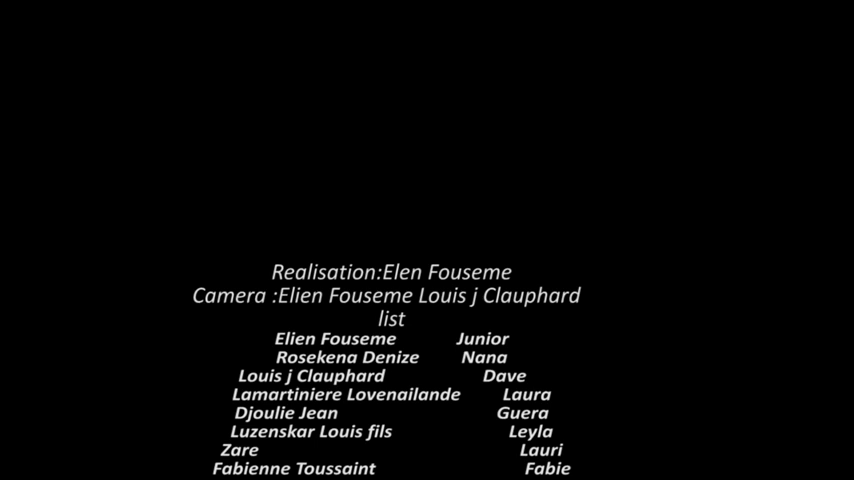 Realisation:Elen Fouseme
Camera :Elien Fouseme Louis j Clauphard
list
Elien Fouseme Junior
Rosekena Denize Nana
Louis j Clauphard Dave
Lamartiniere Lovenailande Laura
Djoulie Jean Guera
Luzenskar Louis fils Leyla
Zare Lauri
Fabienne Toussaint Fabie